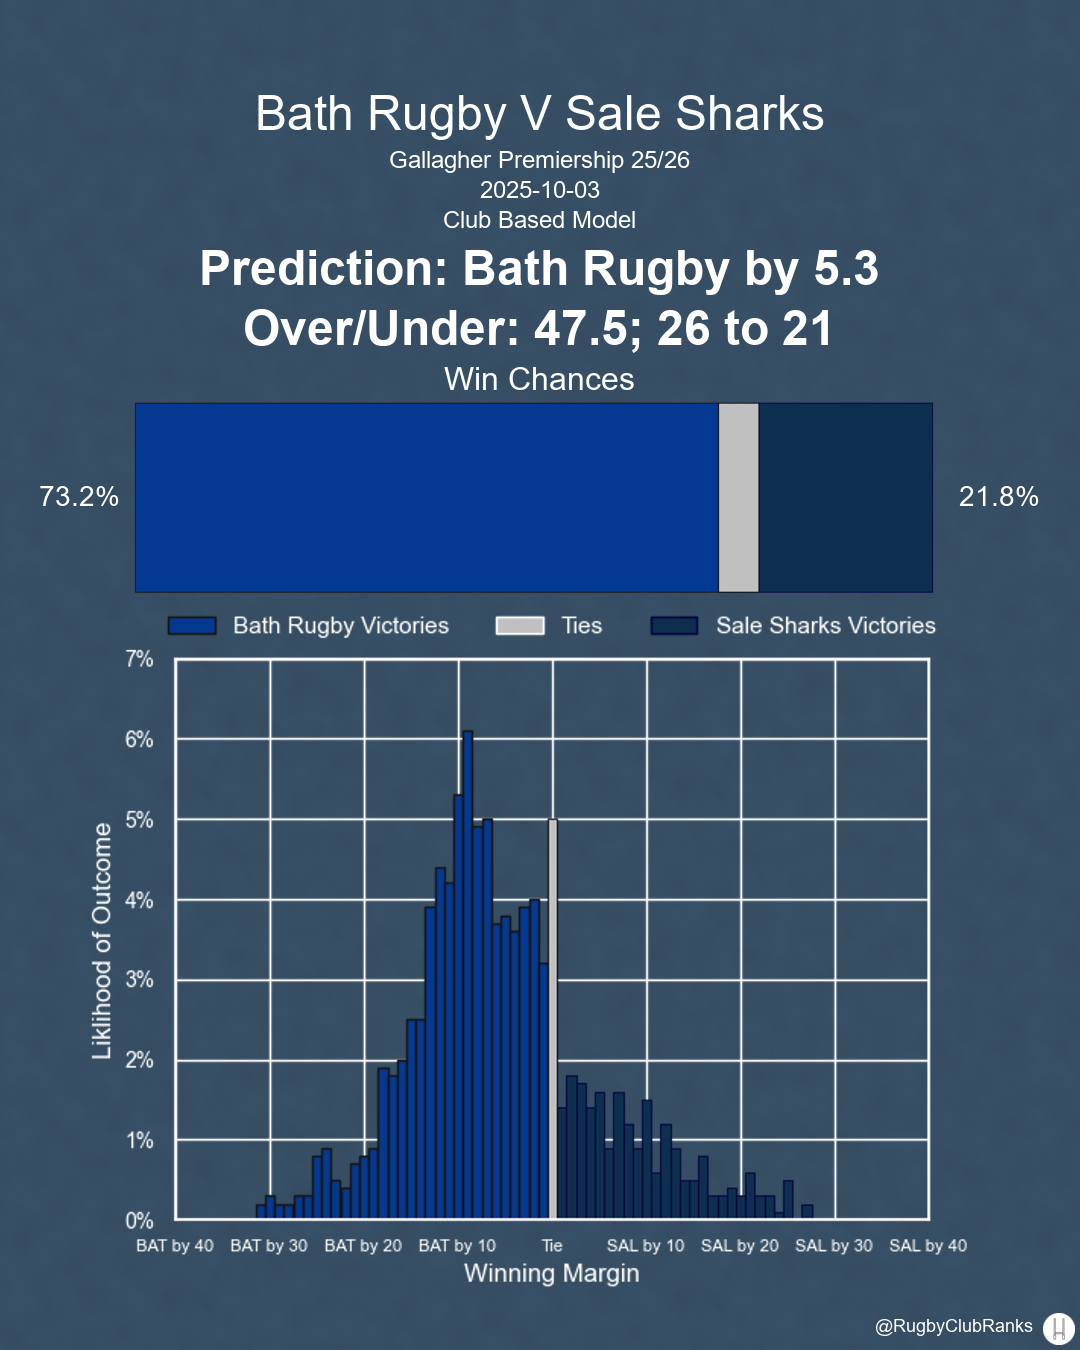 Bath Rugby V Sale Sharks
Gallagher Premiership 25/26
2025-10-03
Club Based Model
Prediction: Bath Rugby by 5.3
Over/Under: 47.5; 26 to 21
Win Chances
73.2%
21.8%
Bath Rugby Victories Ties Sale Sharks Victories
7%
6%
5%
4%
3%
2%
1%
0%
Liklihood of Outcome
BAT by 40 BAT by 30 BAT by 20 BAT by 10 Tie SAL by 10 SAL by 20 SAL by 30 SAL by 40
Winning Margin
@RugbyClubRanks